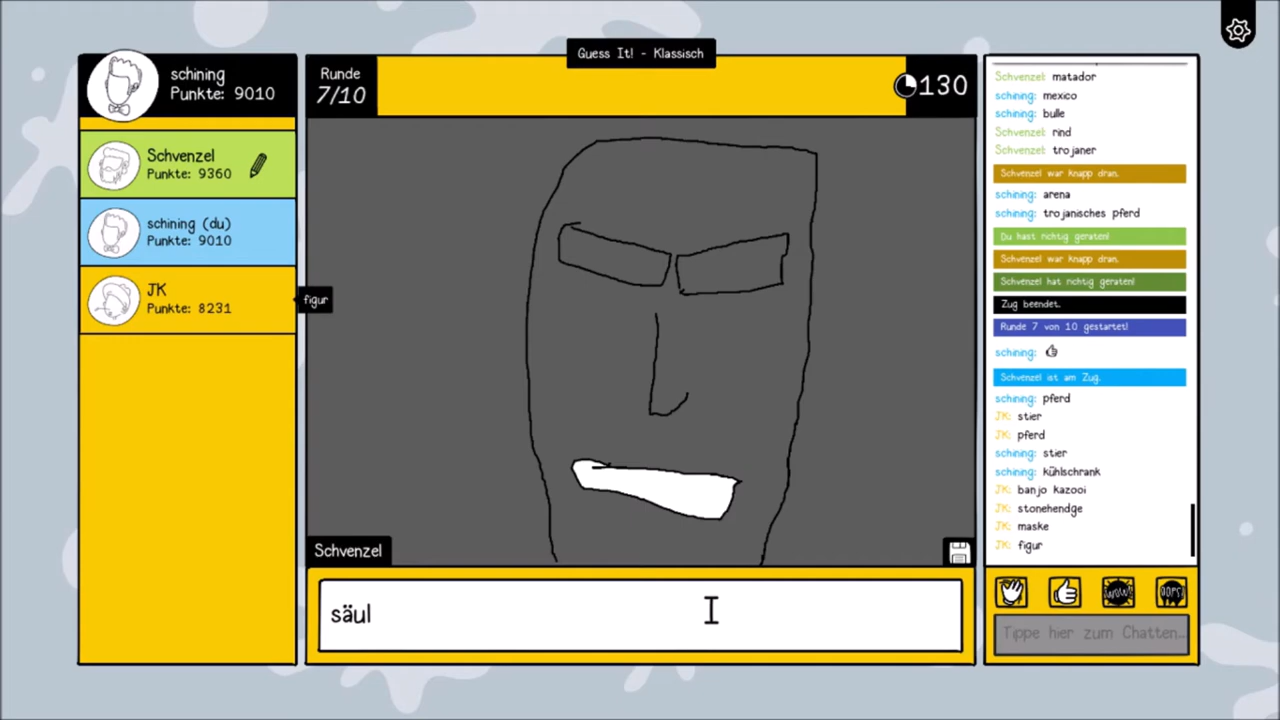 Guess It! - Klassisch
schining
Punkte: 9010
Schvenzel
Punkte: 9360
schining (du)
Punkte: 9010
JK
Punkte: 8231
figur
Runde
7/10
130
Schvenzel
säul
Schvenzel: matador
schining: mexico
schining: bulle
Schvenzel: rind
Schvenzel: trojaner
Schvenzel war knapp dran.
schining: arena
schining: trojanisches pferd
Du hast richtig geraten!
Schvenzel war knapp dran.
Schvenzel hat richtig geraten!
Zug beendet.
Runde 7 von 10 gestartet!
schining:
Schvenzel ist am Zug.
schining: pferd
JK: stier
JK: pferd
schining: stier
schining: kühlschrank
JK: banjo kazooi
JK: stonehendge
JK: maske
JK: figur
WOW!
OOPS!
Tippe hier zum Chatten...